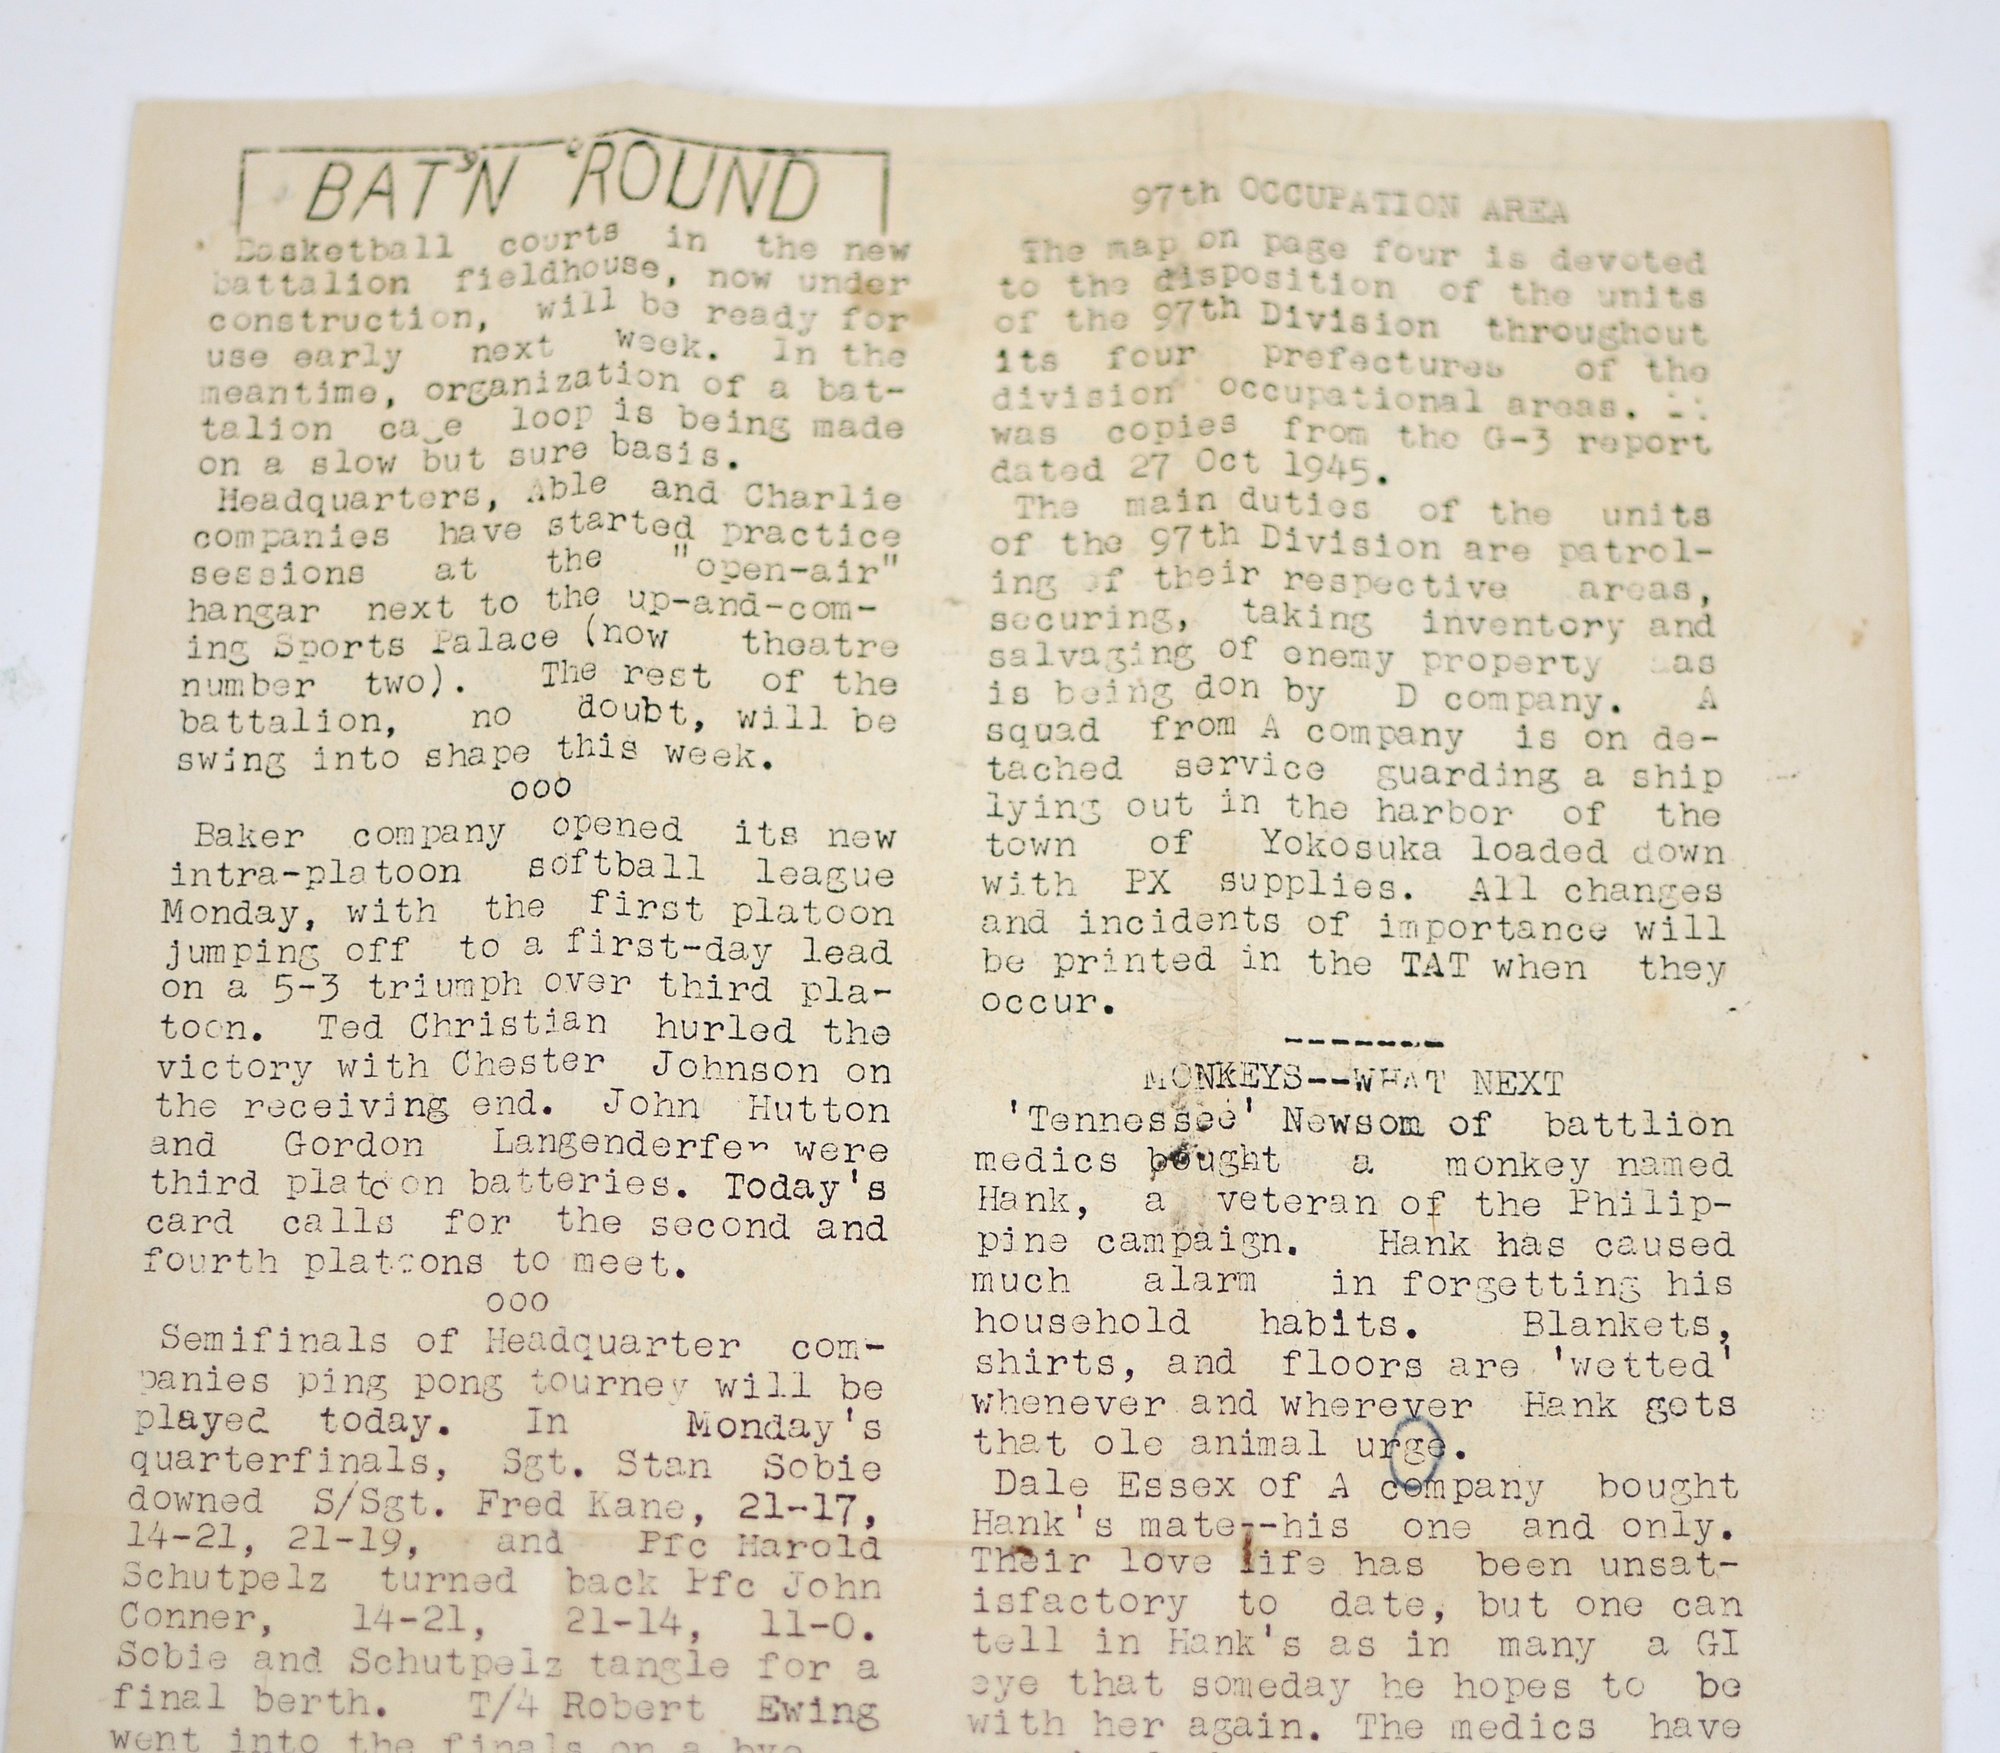 BAT'N 'ROUND
Basketball courts in the new
battalion fieldhouse, now under
construction, will be ready for
use early next week. In the
meantime, organization of a bat-
talion loop is being made
on a slow but sure basis.
Headquarters, Able and Charlie
companies have started practice
sessions at the "open-air"
hangar next to the up-and-com-
ing Sports Palace (now theatre
number two). The rest of the
battalion, no doubt, will be
swing into shape this week.
ooo
Baker company opened its new
intra-platoon softball league
Monday, with the first platoon
jumping off to a first-day lead
on a 5-3 triumph over third pla-
toon. Ted Christian hurled the
victory with Chester Johnson on
the receiving end. John Hutton
and Gordon Langenderfer were
third platoon batteries. Today's
card calls for the second and
fourth platoons to meet.
ooo
Semifinals of Headquarter com-
panies ping pong tourney will be
played today. In Monday's
quarterfinals, Sgt. Stan Sobie
downed S/Sgt. Fred Kane, 21-17,
14-21, 21-19, and Pfc Harold
Schutpelz turned back Pfc John
Conner, 14-21, 21-14, 11-0.
Sobie and Schutpelz tangle for a
final berth. T/4 Robert Ewing
went into the finals on a bye
97th OCCUPATION AREA
The map on page four is devoted
to the disposition of the units
of the 97th Division throughout
its four prefectures of the
division occupational areas. It
was copies from the G-3 report
dated 27 Oct 1945.
The main duties of the units
of the 97th Division are patrol-
ing of their respective areas,
securing, taking inventory and
salvaging of enemy property as
is being don by D company. A
squad from A company is on de-
tached service guarding a ship
lying out in the harbor of the
town of Yokosuka loaded down
with PX supplies. All changes
and incidents of importance will
be printed in the TAT when they
occur.
-------
MONKEYS--WHAT NEXT
'Tennessee' Newsom of battlion
medics bought a monkey named
Hank, a veteran of the Philip-
pine campaign. Hank has caused
much alarm in forgetting his
household habits. Blankets,
shirts, and floors are 'wetted'
whenever and wherever Hank gets
that ole animal urge.
Dale Essex of A company bought
Hank's mate--his one and only.
Their love life has been unsat-
isfactory to date, but one can
tell in Hank's as in many a GI
eye that someday he hopes to be
with her again. The medics have